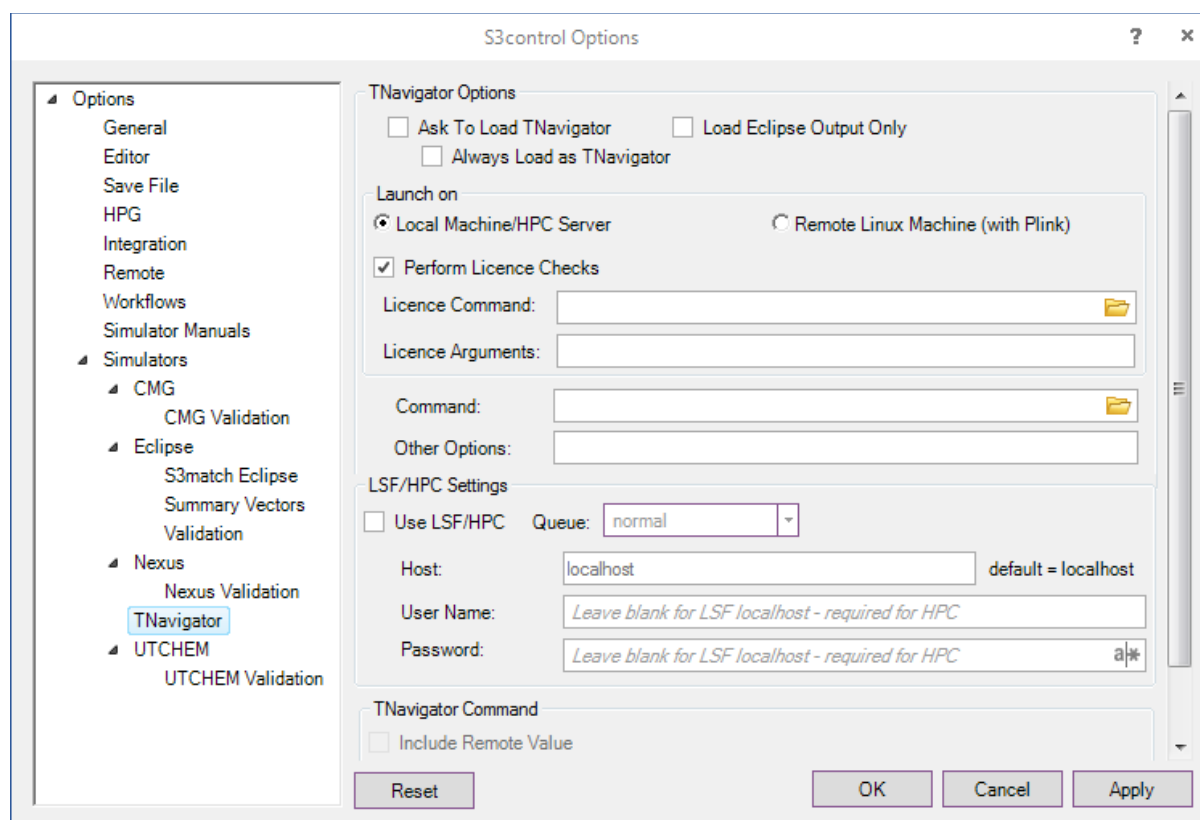 S3control Options
? ×
Options
General
Editor
Save File
HPG
Integration
Remote
Workflows
Simulator Manuals
Simulators
CMG
CMG Validation
Eclipse
S3match Eclipse
Summary Vectors
Validation
Nexus
Nexus Validation
TNavigator
UTCHEM
UTCHEM Validation
TNavigator Options
Ask To Load TNavigator Load Eclipse Output Only
Always Load as TNavigator
Launch on
Local Machine/HPC Server Remote Linux Machine (with Plink)
Perform Licence Checks
Licence Command:
Licence Arguments:
Command:
Other Options:
LSF/HPC Settings
Use LSF/HPC Queue: normal
Host: localhost default = localhost
User Name: Leave blank for LSF localhost - required for HPC
Password: Leave blank for LSF localhost - required for HPC a|*
TNavigator Command
Include Remote Value
Reset OK Cancel Apply